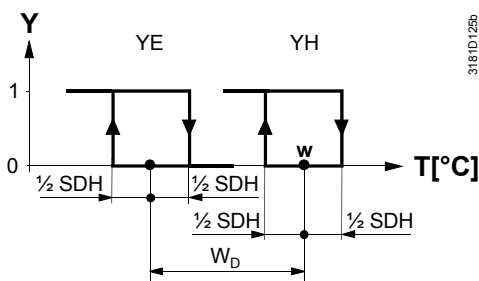 Y
YE
YH
3181D125b
1
0
w
T[°C]
½ SDH
½ SDH
½ SDH
½ SDH
W_D